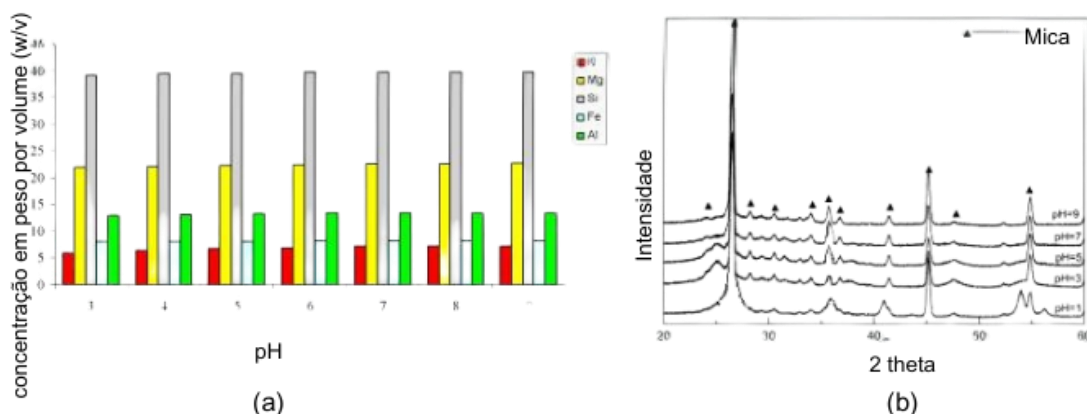 concentração em peso por volume (w/v)
40
35
30
25
20
15
10
5
0
Mg
Si
Fe
Al
3 4 5 6 7 8
pH
(a)
Mica
Intensidade
pH=9
pH=7
pH=5
pH=3
pH=1
20 30 40 50 60
2 theta
(b)